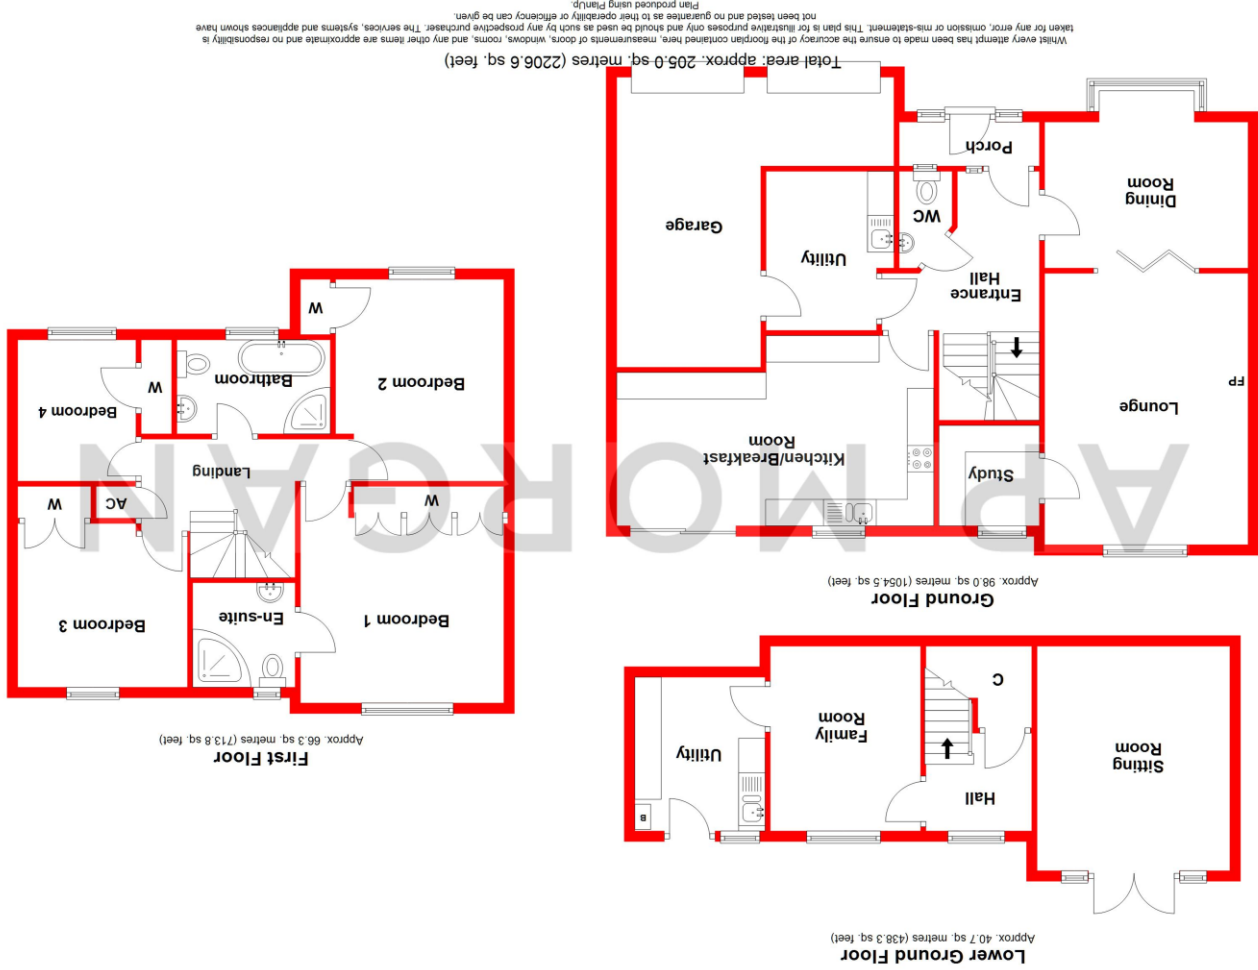 Lower Ground Floor
Approx. 40.7 sq. metres (438.3 sq. feet)
Sitting
Room
Hall
C
Family
Room
Utility
B
Ground Floor
Approx. 98.0 sq. metres (1054.5 sq. feet)
Study
Lounge
FP
Kitchen/Breakfast
Room
Entrance
Hall
Dining
Room
Utility
WC
Garage
Porch
First Floor
Approx. 66.3 sq. metres (713.8 sq. feet)
Bedroom 1
En-suite
Bedroom 3
W
W
AC
Landing
Bedroom 4
W
Bathroom
Bedroom 2
W
AP MORGAN
Total area: approx. 205.0 sq. metres (2206.6 sq. feet)
Whilst every attempt has been made to ensure the accuracy of the floorplan contained here, measurements of doors, windows, rooms, and any other items are approximate and no responsibility is
taken for any error, omission or mis-statement. This plan is for illustrative purposes only and should be used as such by any prospective purchaser. The services, systems and appliances shown have
not been tested and no guarantee as to their operability or efficiency can be given.
Plan produced using PlanUp.